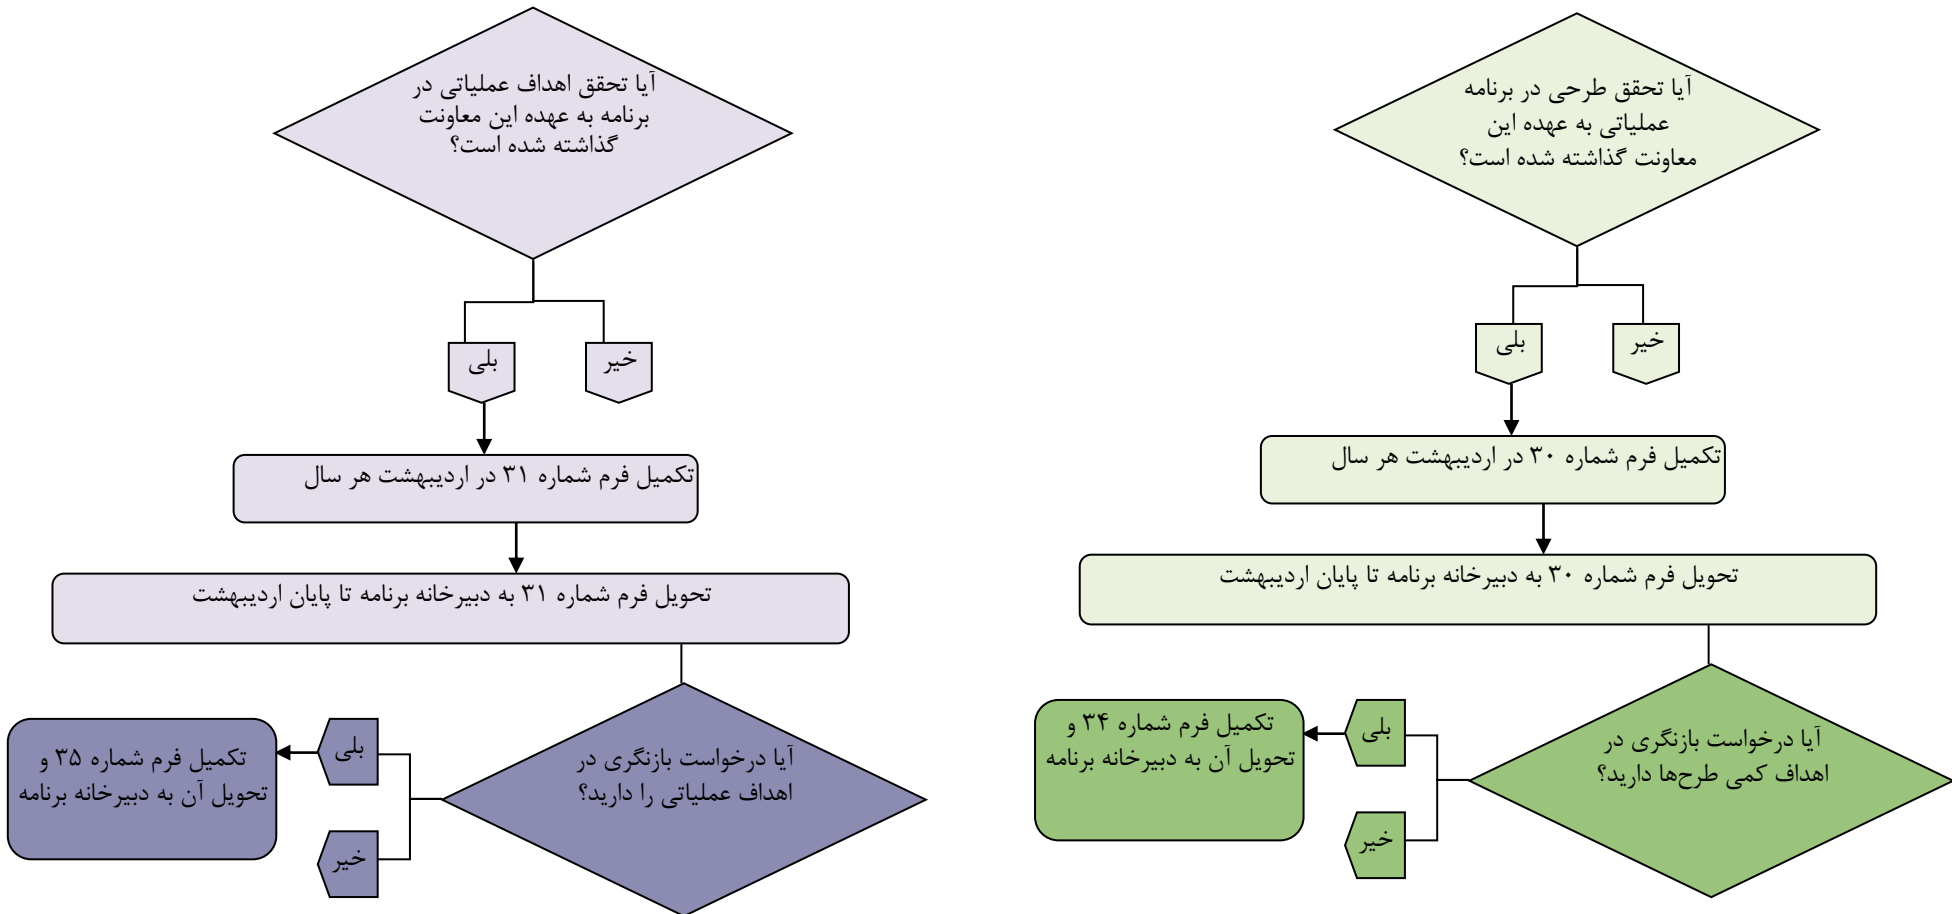 آیا تحقق طرحی در برنامه
عملیاتی به عهده این
معاونت گذاشته شده است؟
خیر
بلی
تکمیل فرم شماره ۳۰ در اردیبهشت هر سال
تحویل فرم شماره ۳۰ به دبیرخانه برنامه تا پایان اردیبهشت
آیا درخواست بازنگری در
اهداف کمی طرح‌ها دارید؟
بلی
تکمیل فرم شماره ۳۴ و
تحویل آن به دبیرخانه برنامه
خیر
آیا تحقق اهداف عملیاتی در
برنامه به عهده این معاونت
گذاشته شده است؟
خیر
بلی
تکمیل فرم شماره ۳۱ در اردیبهشت هر سال
تحویل فرم شماره ۳۱ به دبیرخانه برنامه تا پایان اردیبهشت
آیا درخواست بازنگری در
اهداف عملیاتی را دارید؟
بلی
تکمیل فرم شماره ۳۵ و
تحویل آن به دبیرخانه برنامه
خیر